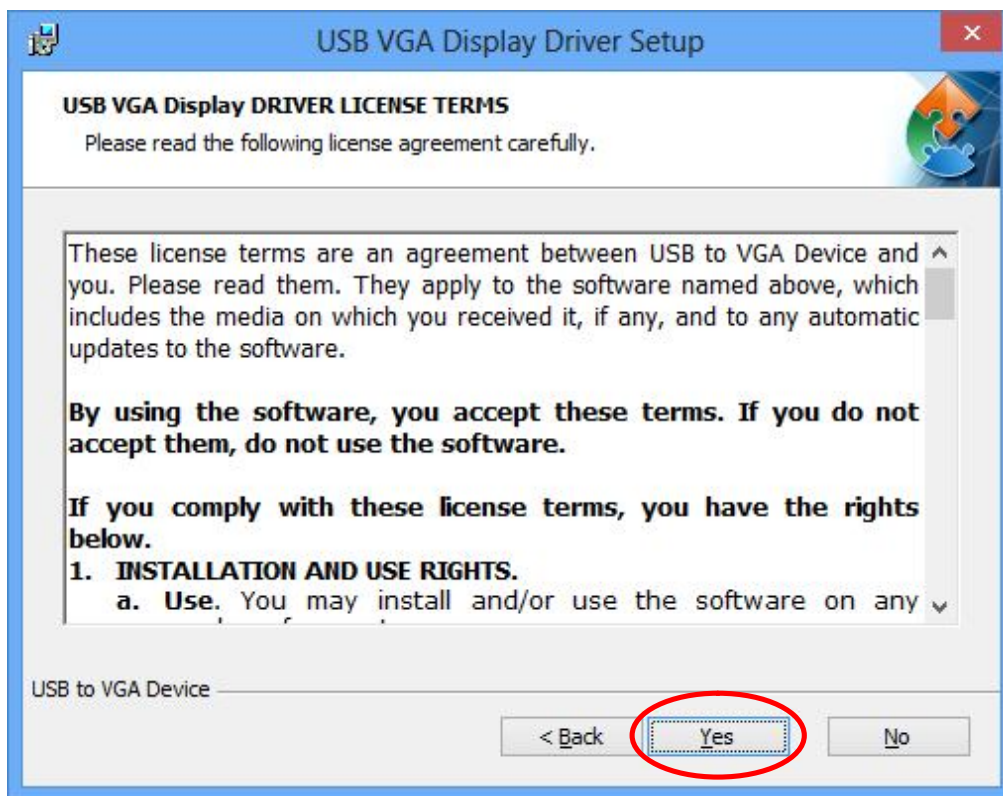 USB VGA Display Driver Setup
USB VGA Display DRIVER LICENSE TERMS
Please read the following license agreement carefully.
These license terms are an agreement between USB to VGA Device and
you. Please read them. They apply to the software named above, which
includes the media on which you received it, if any, and to any automatic
updates to the software.
By using the software, you accept these terms. If you do not
accept them, do not use the software.
If you comply with these license terms, you have the rights
below.
1. INSTALLATION AND USE RIGHTS.
a. Use. You may install and/or use the software on any
USB to VGA Device
< Back
Yes
No